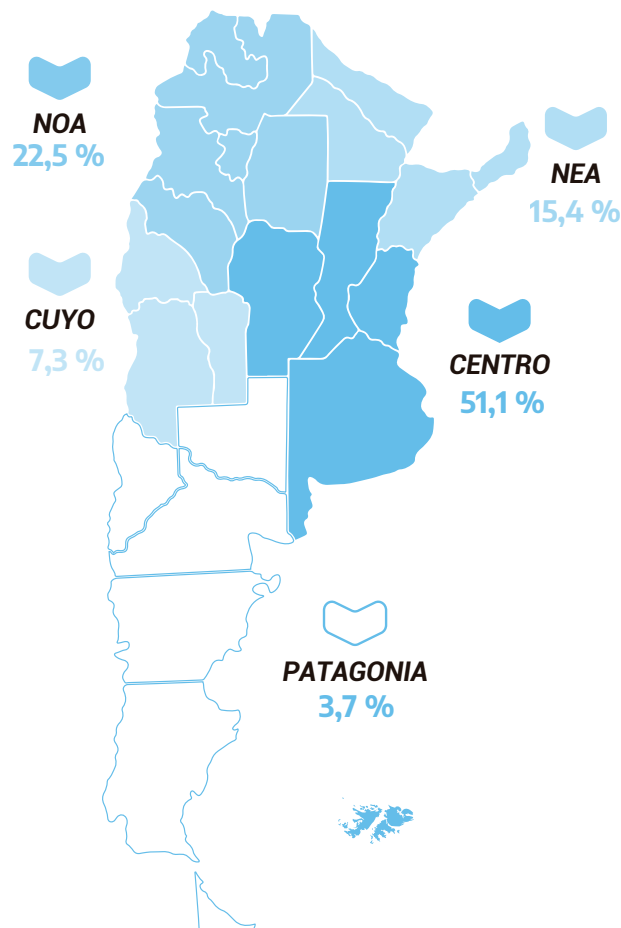 NOA
22,5 %
NEA
15,4 %
CUYO
7,3 %
CENTRO
51,1 %
PATAGONIA
3,7 %